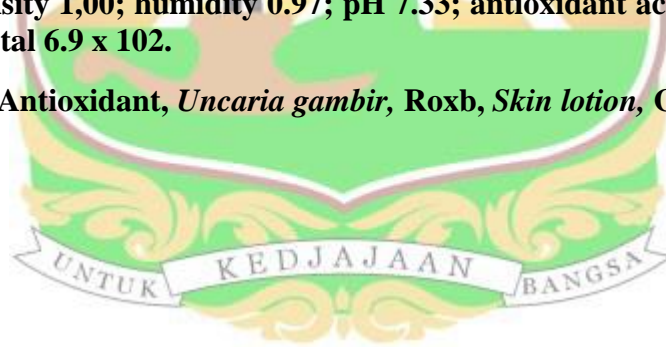 sity 1,00; humidity 0.97; pH 7.33; antioxidant ac
tal 6.9 x 102.
Antioxidant, Uncaria gambir, Roxb, Skin lotion,
UNTUK KEDJAJAAN BANGSA